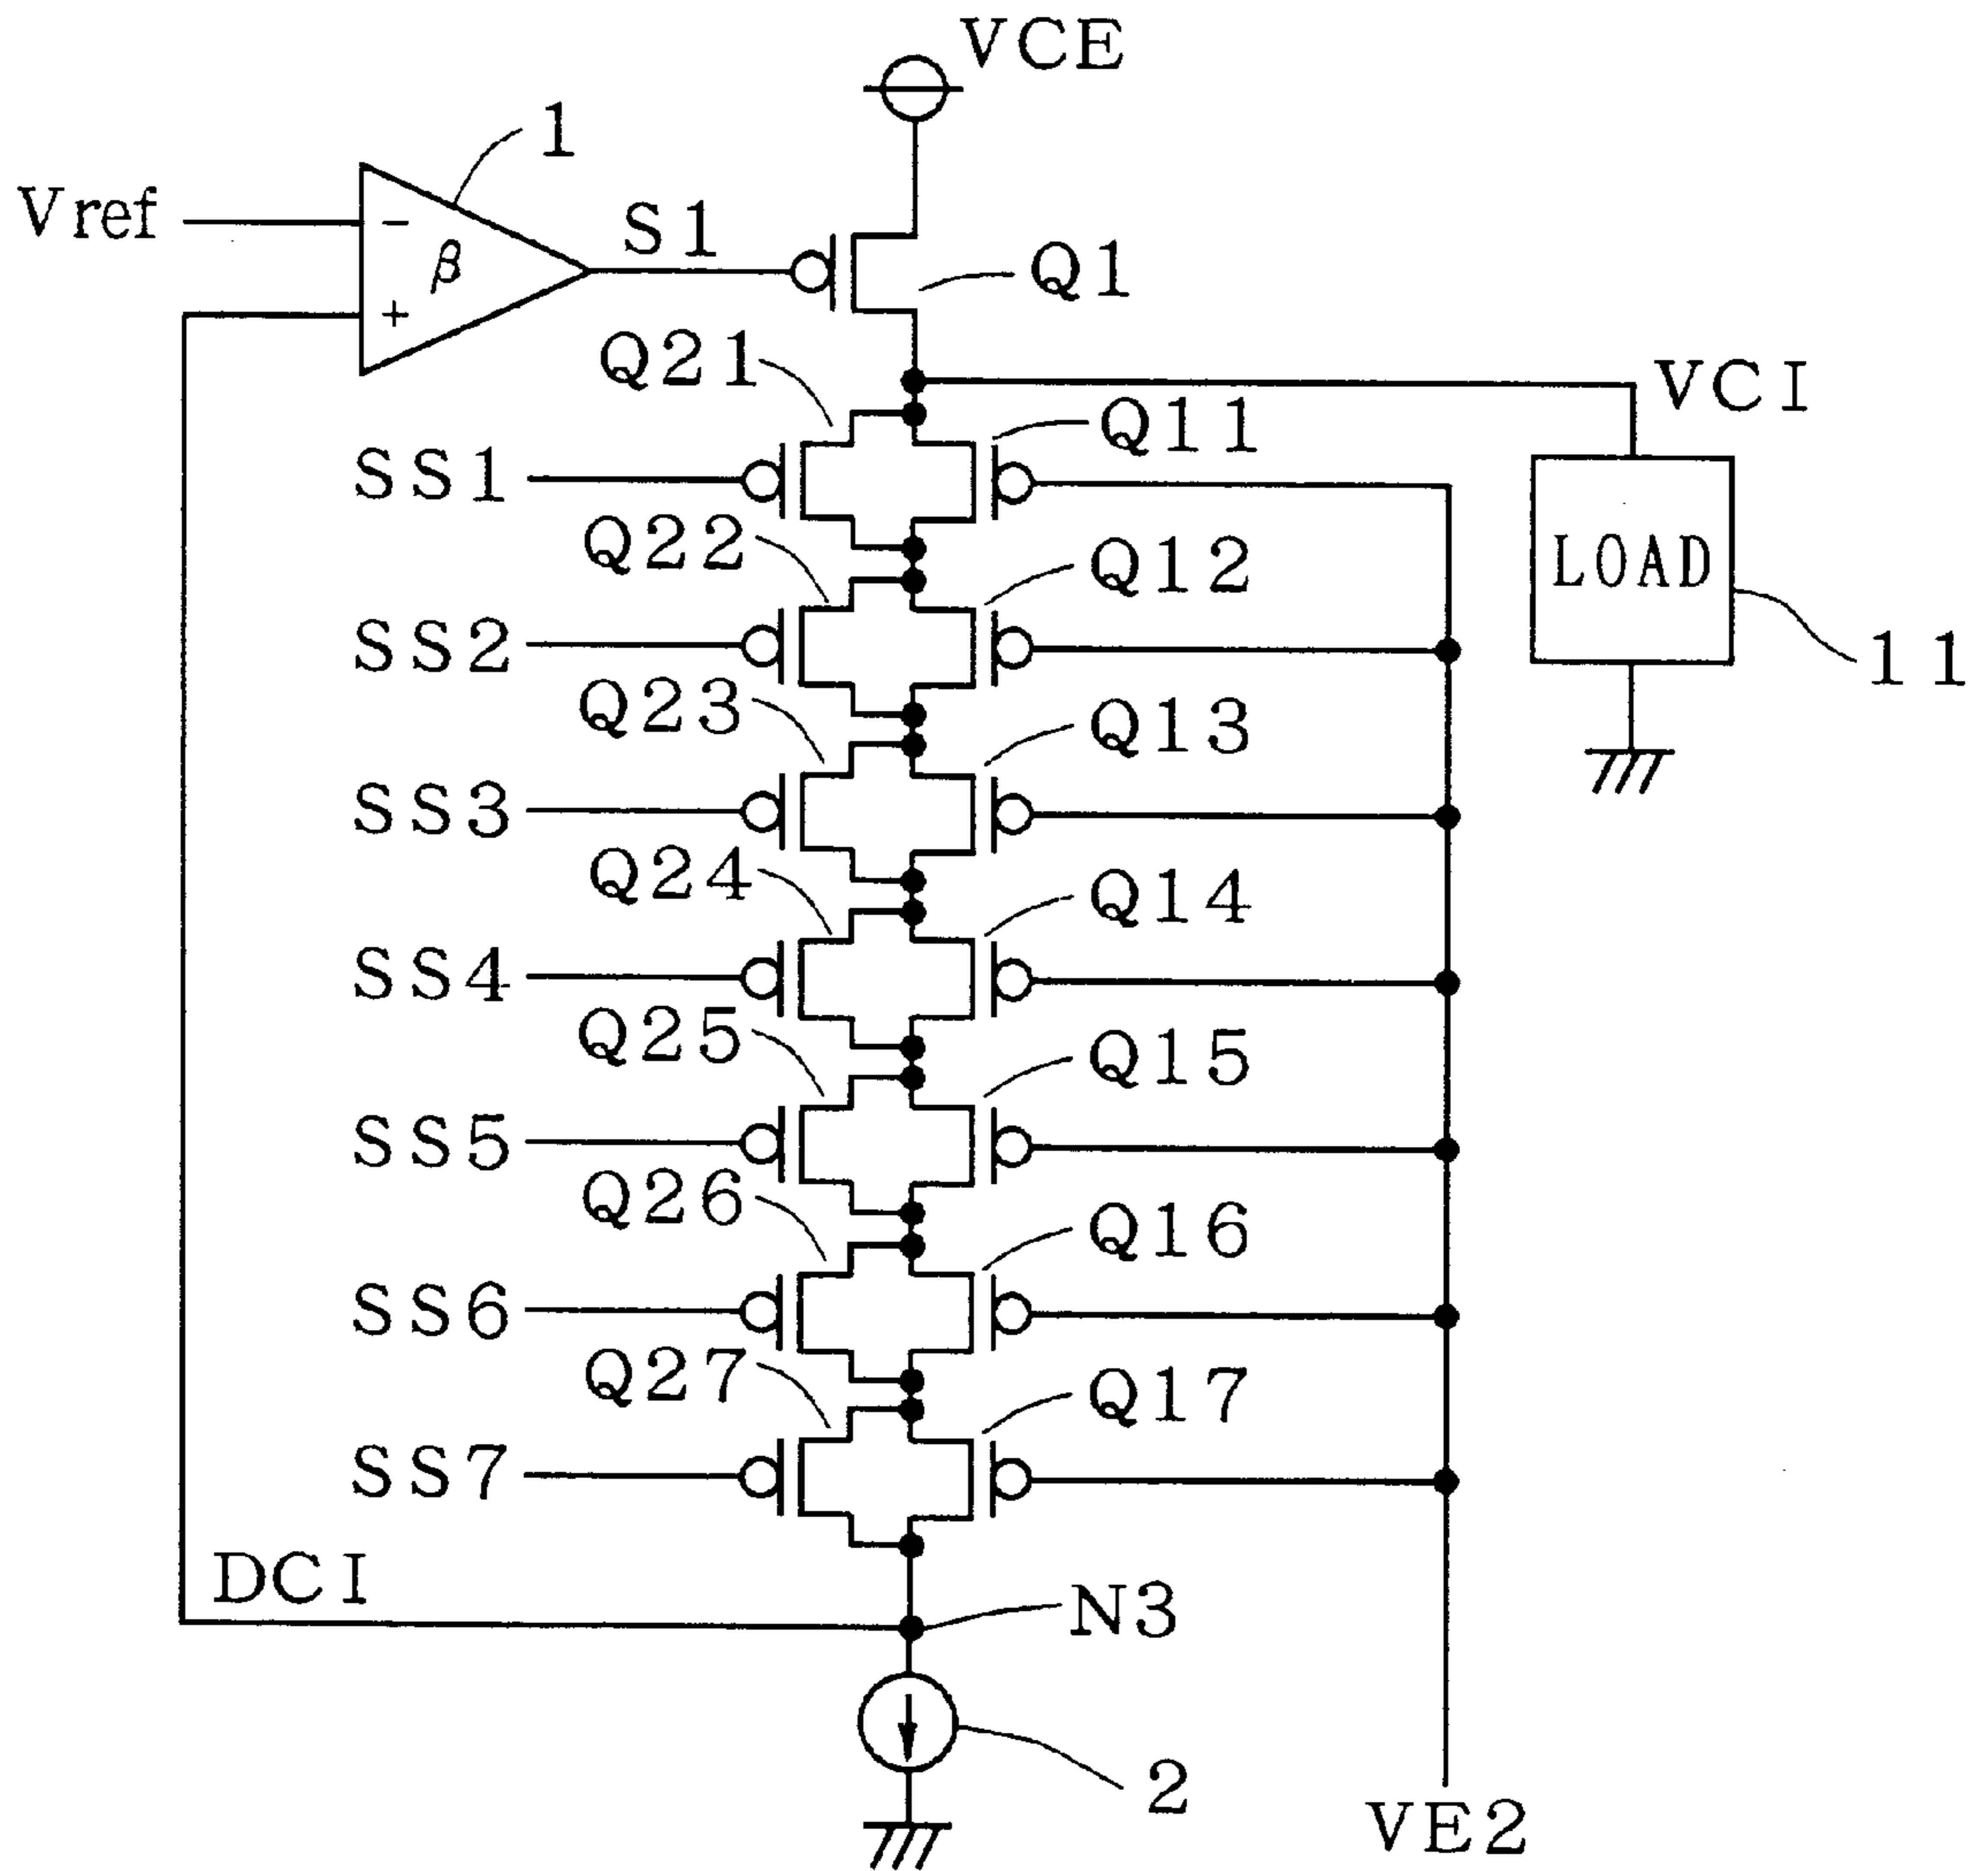 VCE
1
Vref
-
β
+
S1
Q1
Q21
VCI
Q11
SS1
Q22
Q12
LOAD
SS2
11
Q23
Q13
SS3
Q24
Q14
SS4
Q25
Q15
SS5
Q26
Q16
SS6
Q27
Q17
SS7
DCI
N3
2
VE2